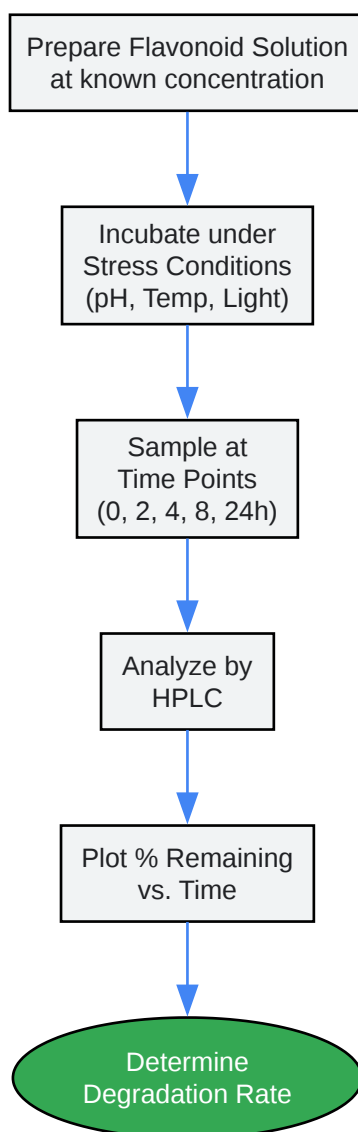 Prepare Flavonoid Solution
at known concentration
Incubate under
Stress Conditions
(pH, Temp, Light)
Sample at
Time Points
(0, 2, 4, 8, 24h)
Analyze by
HPLC
Plot % Remaining
vs. Time
Determine
Degradation Rate